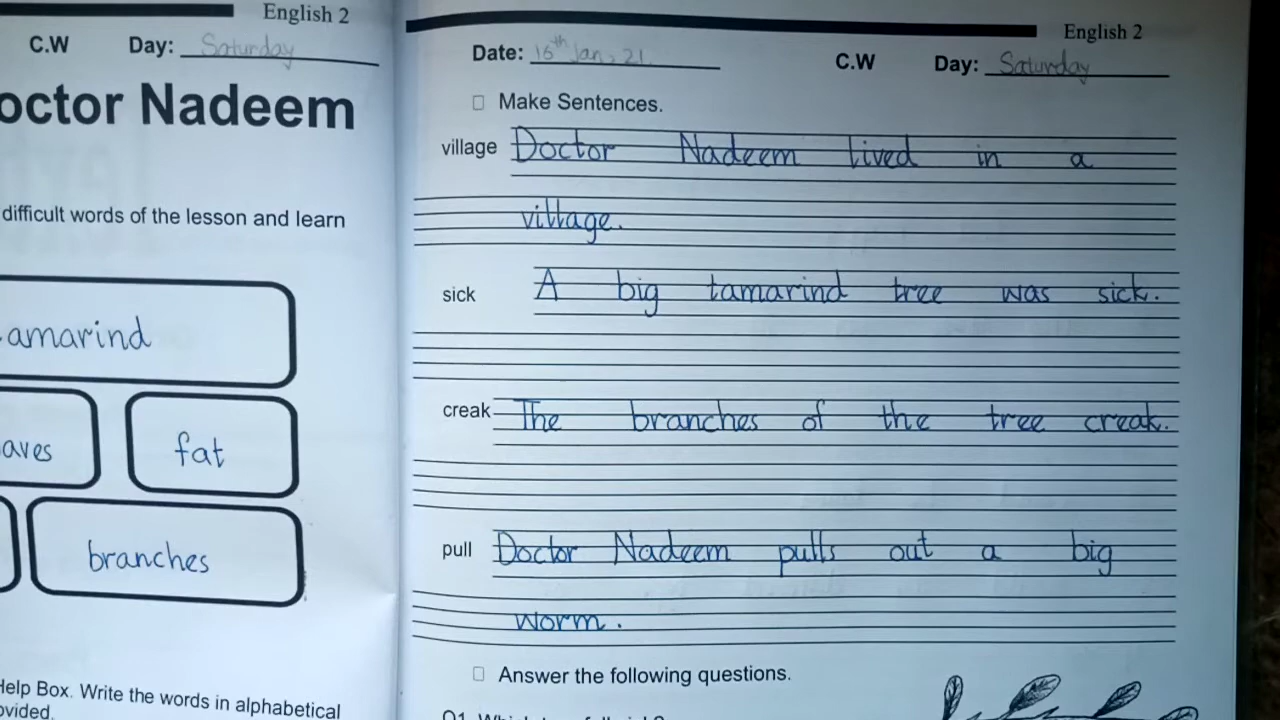 English 2
C.W Day: Saturday
octor Nadeem
difficult words of the lesson and learn
amarind
aves
fat
branches
Help Box. Write the words in alphabetical
ovided.
English 2
Date: 16th Jan, 21 C.W Day: Saturday
Make Sentences.
village Doctor Nadeem lived in a
village.
sick A big tamarind tree was sick.
creak The branches of the tree creak.
pull Doctor Nadeem pulls out a big
worm.
Answer the following questions.